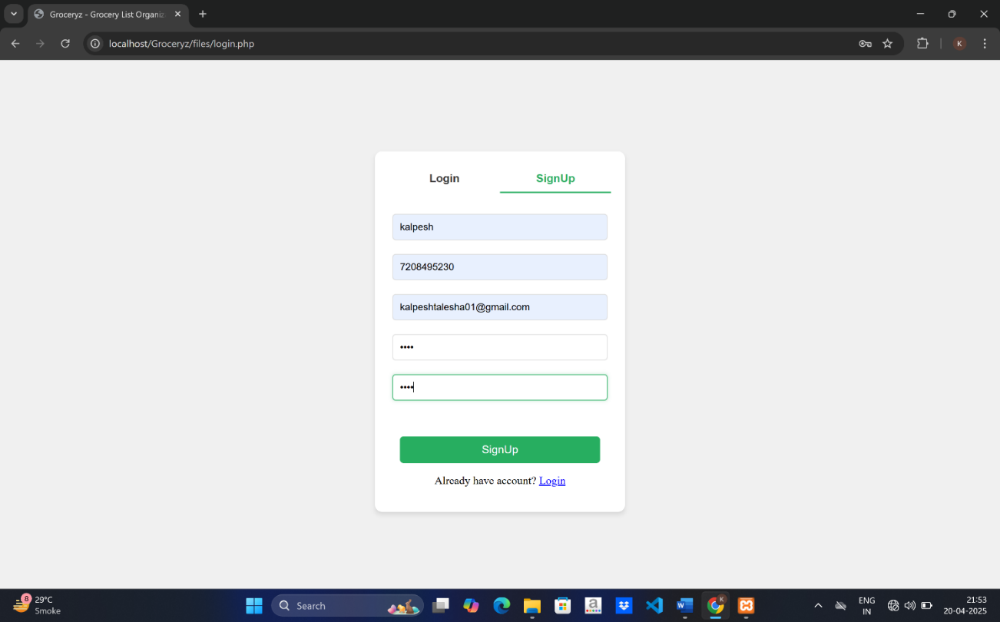 Groceryz - Grocery List Organiz
localhost/Groceryz/files/login.php
K
Login
SignUp
kalpesh
7208495230
kalpeshtalesha01@gmail.com
••••
••••
SignUp
Already have account? Login
8
29°C
Smoke
Search
a
W
K
ENG
IN
21:53
20-04-2025